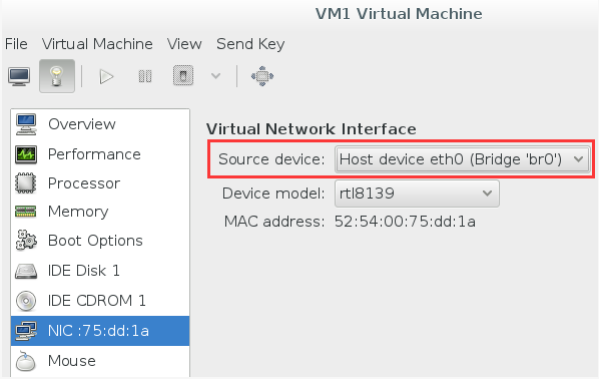 VM1 Virtual Machine
File Virtual Machine View Send Key
Overview
Performance
Processor
Memory
Boot Options
IDE Disk 1
IDE CDROM 1
NIC :75:dd:1a
Mouse
Virtual Network Interface
Source device: Host device eth0 (Bridge 'br0')
Device model: rtl8139
MAC address: 52:54:00:75:dd:1a